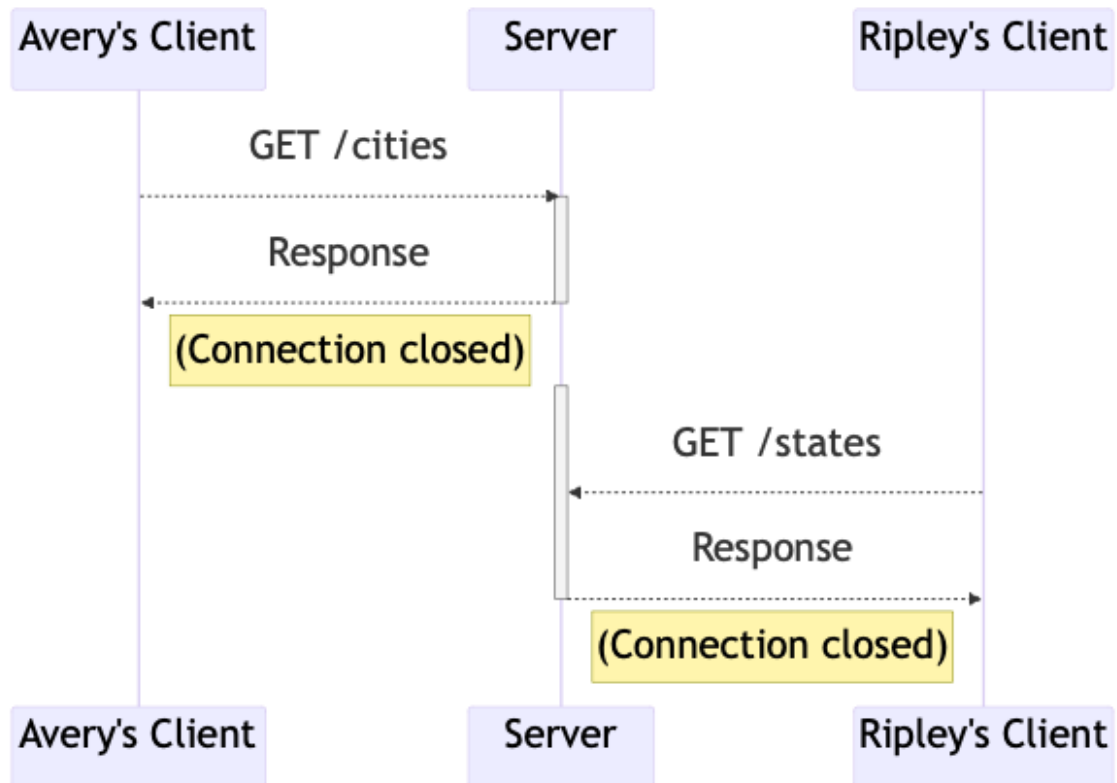 Avery's Client
Server
Ripley's Client
GET /cities
Response
(Connection closed)
GET /states
Response
(Connection closed)
Avery's Client
Server
Ripley's Client